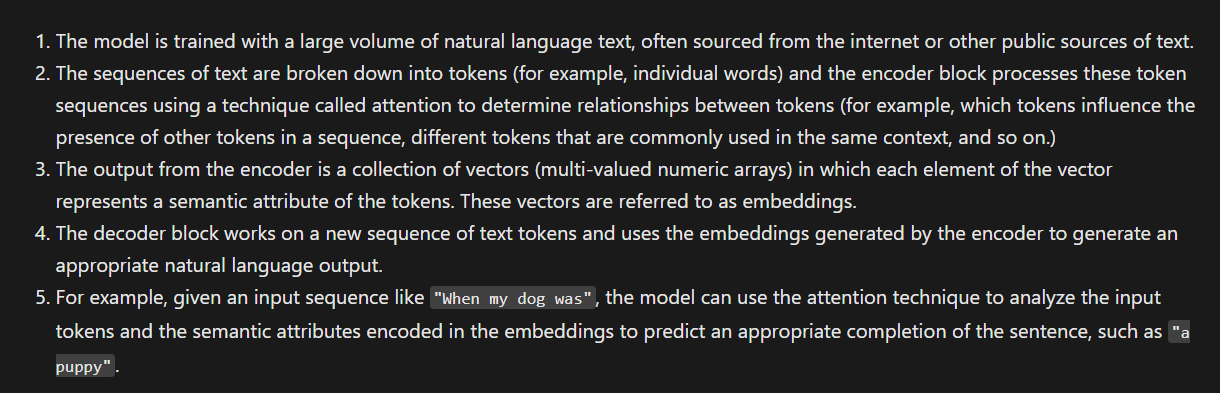 1. The model is trained with a large volume of natural language text, often sourced from the internet or other public sources of text.
2. The sequences of text are broken down into tokens (for example, individual words) and the encoder block processes these token
sequences using a technique called attention to determine relationships between tokens (for example, which tokens influence the
presence of other tokens in a sequence, different tokens that are commonly used in the same context, and so on.)
3. The output from the encoder is a collection of vectors (multi-valued numeric arrays) in which each element of the vector
represents a semantic attribute of the tokens. These vectors are referred to as embeddings.
4. The decoder block works on a new sequence of text tokens and uses the embeddings generated by the encoder to generate an
appropriate natural language output.
5. For example, given an input sequence like "When my dog was", the model can use the attention technique to analyze the input
tokens and the semantic attributes encoded in the embeddings to predict an appropriate completion of the sentence, such as "a
puppy".